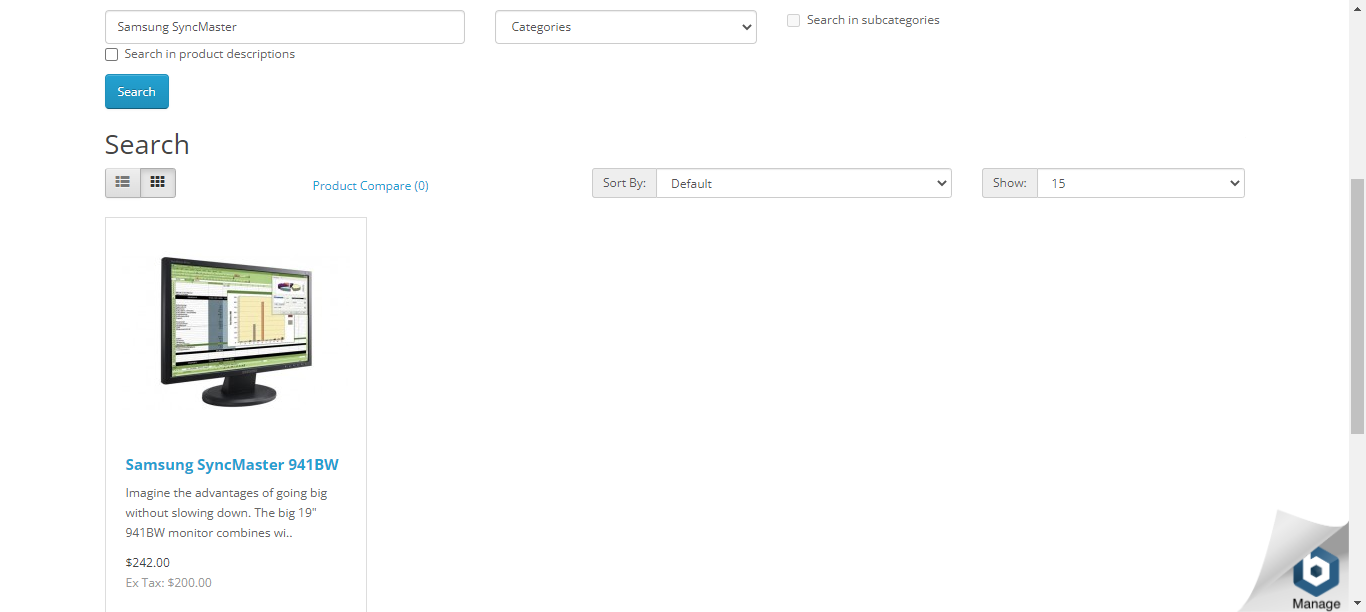 Samsung SyncMaster
Categories
Search in subcategories
Search in product descriptions
Search
Search
Product Compare (0)
Sort By:
Default
Show:
15
Samsung SyncMaster 941BW
Imagine the advantages of going big
without slowing down. The big 19"
941BW monitor combines wi..
$242.00
Ex Tax: $200.00
Manage